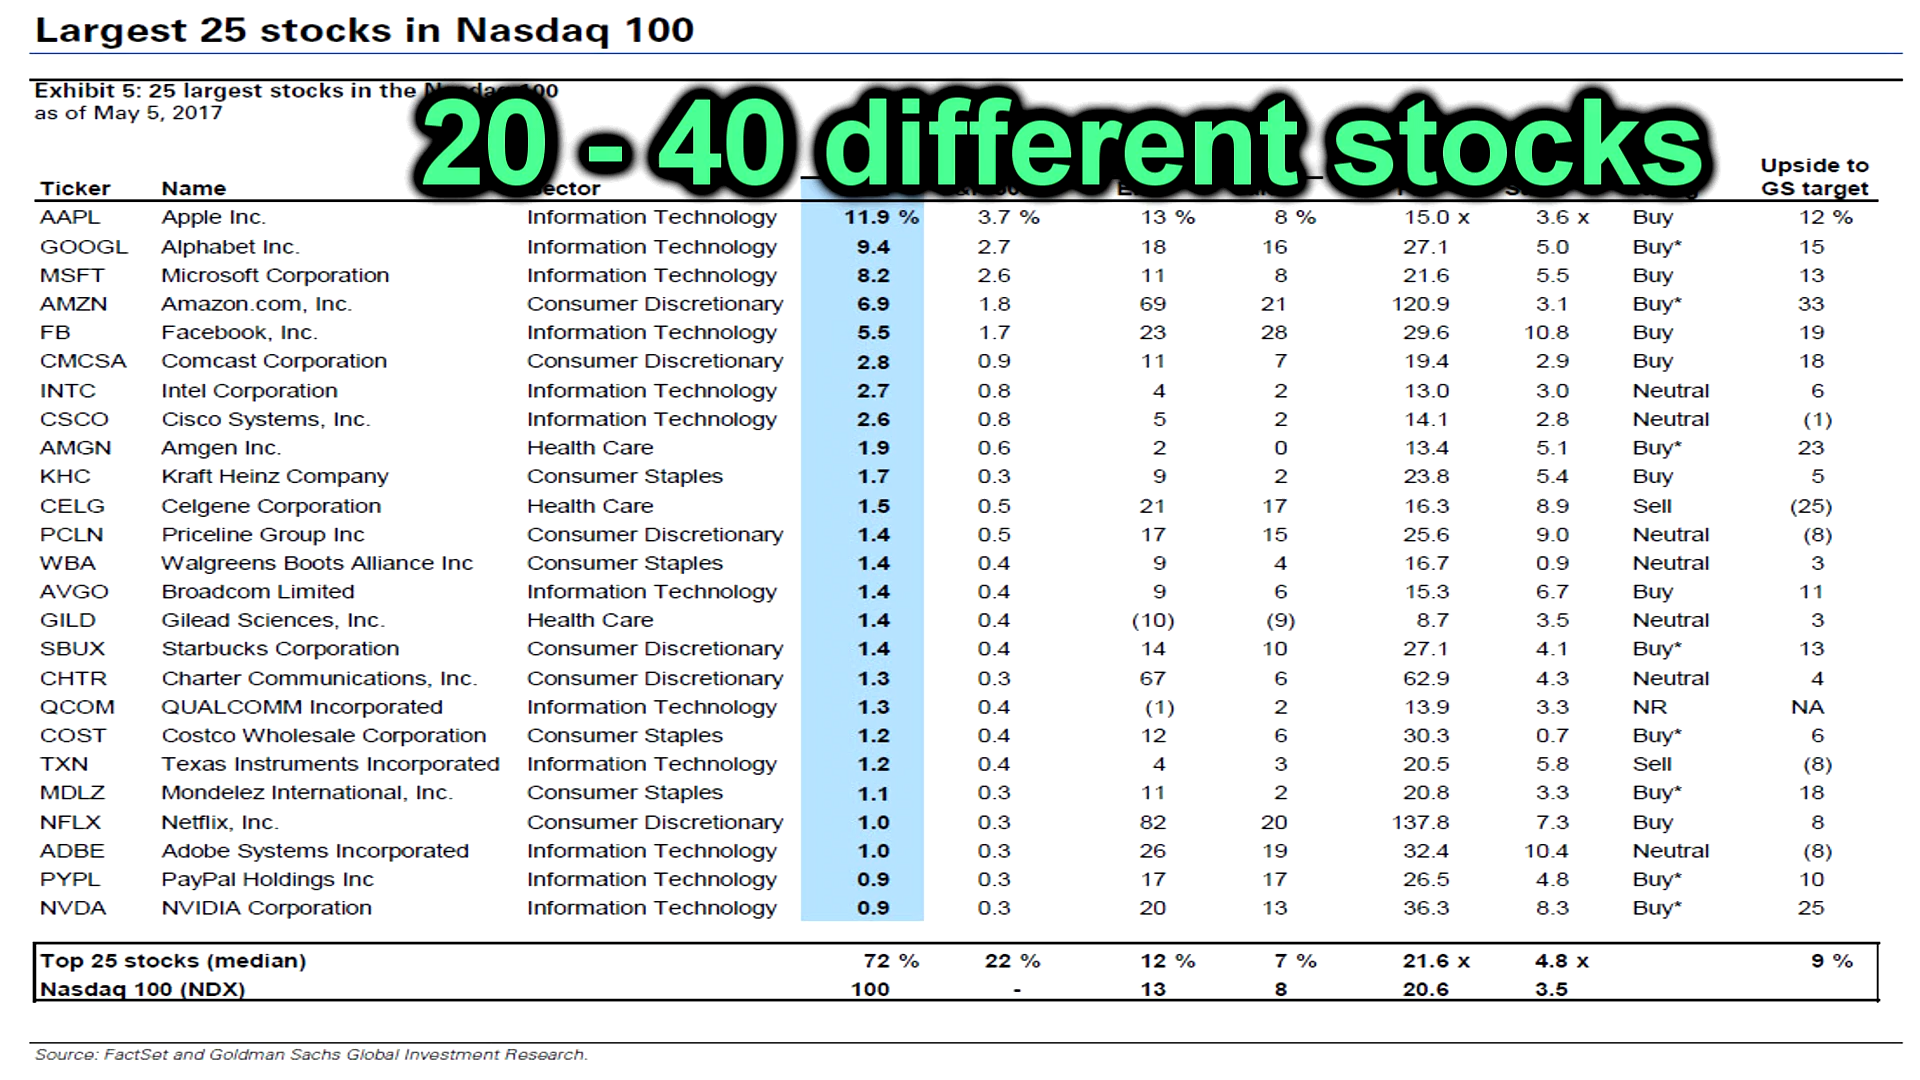 Largest 25 stocks in Nasdaq 100
Exhibit 5: 25 largest stocks in the
as of May 5, 2017
20 - 40 different stocks
Upside to
Ticker Name GS target
AAPL Apple Inc. Information Technology 11.9 % 3.7 % 13 % 8 % 15.0 x 3.6 x Buy 12 %
GOOGL Alphabet Inc. Information Technology 9.4 2.7 18 16 27.1 5.0 Buy* 15
MSFT Microsoft Corporation Information Technology 8.2 2.6 11 8 21.6 5.5 Buy 13
AMZN Amazon.com, Inc. Consumer Discretionary 6.9 1.8 69 21 120.9 3.1 Buy* 33
FB Facebook, Inc. Information Technology 5.5 1.7 23 28 29.6 10.8 Buy 19
CMCSA Comcast Corporation Consumer Discretionary 2.8 0.9 11 7 19.4 2.9 Buy 18
INTC Intel Corporation Information Technology 2.7 0.8 4 2 13.0 3.0 Neutral 6
CSCO Cisco Systems, Inc. Information Technology 2.6 0.8 5 2 14.1 2.8 Neutral (1)
AMGN Amgen Inc. Health Care 1.9 0.6 2 0 13.4 5.1 Buy* 23
KHC Kraft Heinz Company Consumer Staples 1.7 0.3 9 2 23.8 5.4 Buy 5
CELG Celgene Corporation Health Care 1.5 0.5 21 17 16.3 8.9 Sell (25)
PCLN Priceline Group Inc Consumer Discretionary 1.4 0.5 17 15 25.6 9.0 Neutral (8)
WBA Walgreens Boots Alliance Inc Consumer Staples 1.4 0.4 9 4 16.7 0.9 Neutral 3
AVGO Broadcom Limited Information Technology 1.4 0.4 9 6 15.3 6.7 Buy 11
GILD Gilead Sciences, Inc. Health Care 1.4 0.4 (10) (9) 8.7 3.5 Neutral 3
SBUX Starbucks Corporation Consumer Discretionary 1.4 0.4 14 10 27.1 4.1 Buy* 13
CHTR Charter Communications, Inc. Consumer Discretionary 1.3 0.3 67 6 62.9 4.3 Neutral 4
QCOM QUALCOMM Incorporated Information Technology 1.3 0.4 (1) 2 13.9 3.3 NR NA
COST Costco Wholesale Corporation Consumer Staples 1.2 0.4 12 6 30.3 0.7 Buy* 6
TXN Texas Instruments Incorporated Information Technology 1.2 0.4 4 3 20.5 5.8 Sell (8)
MDLZ Mondelez International, Inc. Consumer Staples 1.1 0.3 11 2 20.8 3.3 Buy* 18
NFLX Netflix, Inc. Consumer Discretionary 1.0 0.3 82 20 137.8 7.3 Buy 8
ADBE Adobe Systems Incorporated Information Technology 1.0 0.3 26 19 32.4 10.4 Neutral (8)
PYPL PayPal Holdings Inc Information Technology 0.9 0.3 17 17 26.5 4.8 Buy* 10
NVDA NVIDIA Corporation Information Technology 0.9 0.3 20 13 36.3 8.3 Buy* 25
Top 25 stocks (median) 72 % 22 % 12 % 7 % 21.6 x 4.8 x 9 %
Nasdaq 100 (NDX) 100 - 13 8 20.6 3.5
Source: FactSet and Goldman Sachs Global Investment Research.